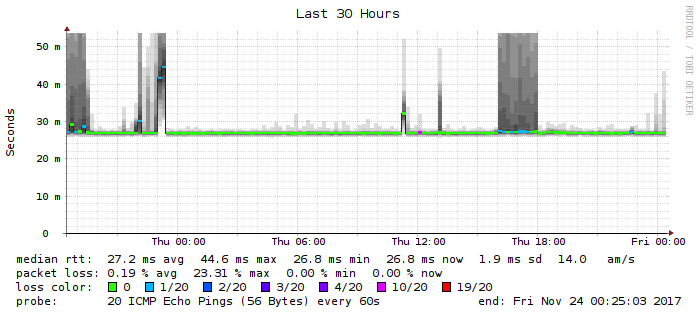 Last 30 Hours
RRDTOOL / TOBI OETIKER
Seconds
50 m
40 m
30 m
20 m
10 m
0
Thu 00:00 Thu 06:00 Thu 12:00 Thu 18:00 Fri 00:00
median rtt: 27.2 ms avg 44.6 ms max 26.8 ms min 26.8 ms now 1.9 ms sd 14.0 am/s
packet loss: 0.19 % avg 23.31 % max 0.00 % min 0.00 % now
loss color: 0 1/20 2/20 3/20 4/20 10/20 19/20
probe: 20 ICMP Echo Pings (56 Bytes) every 60s end: Fri Nov 24 00:25:03 2017